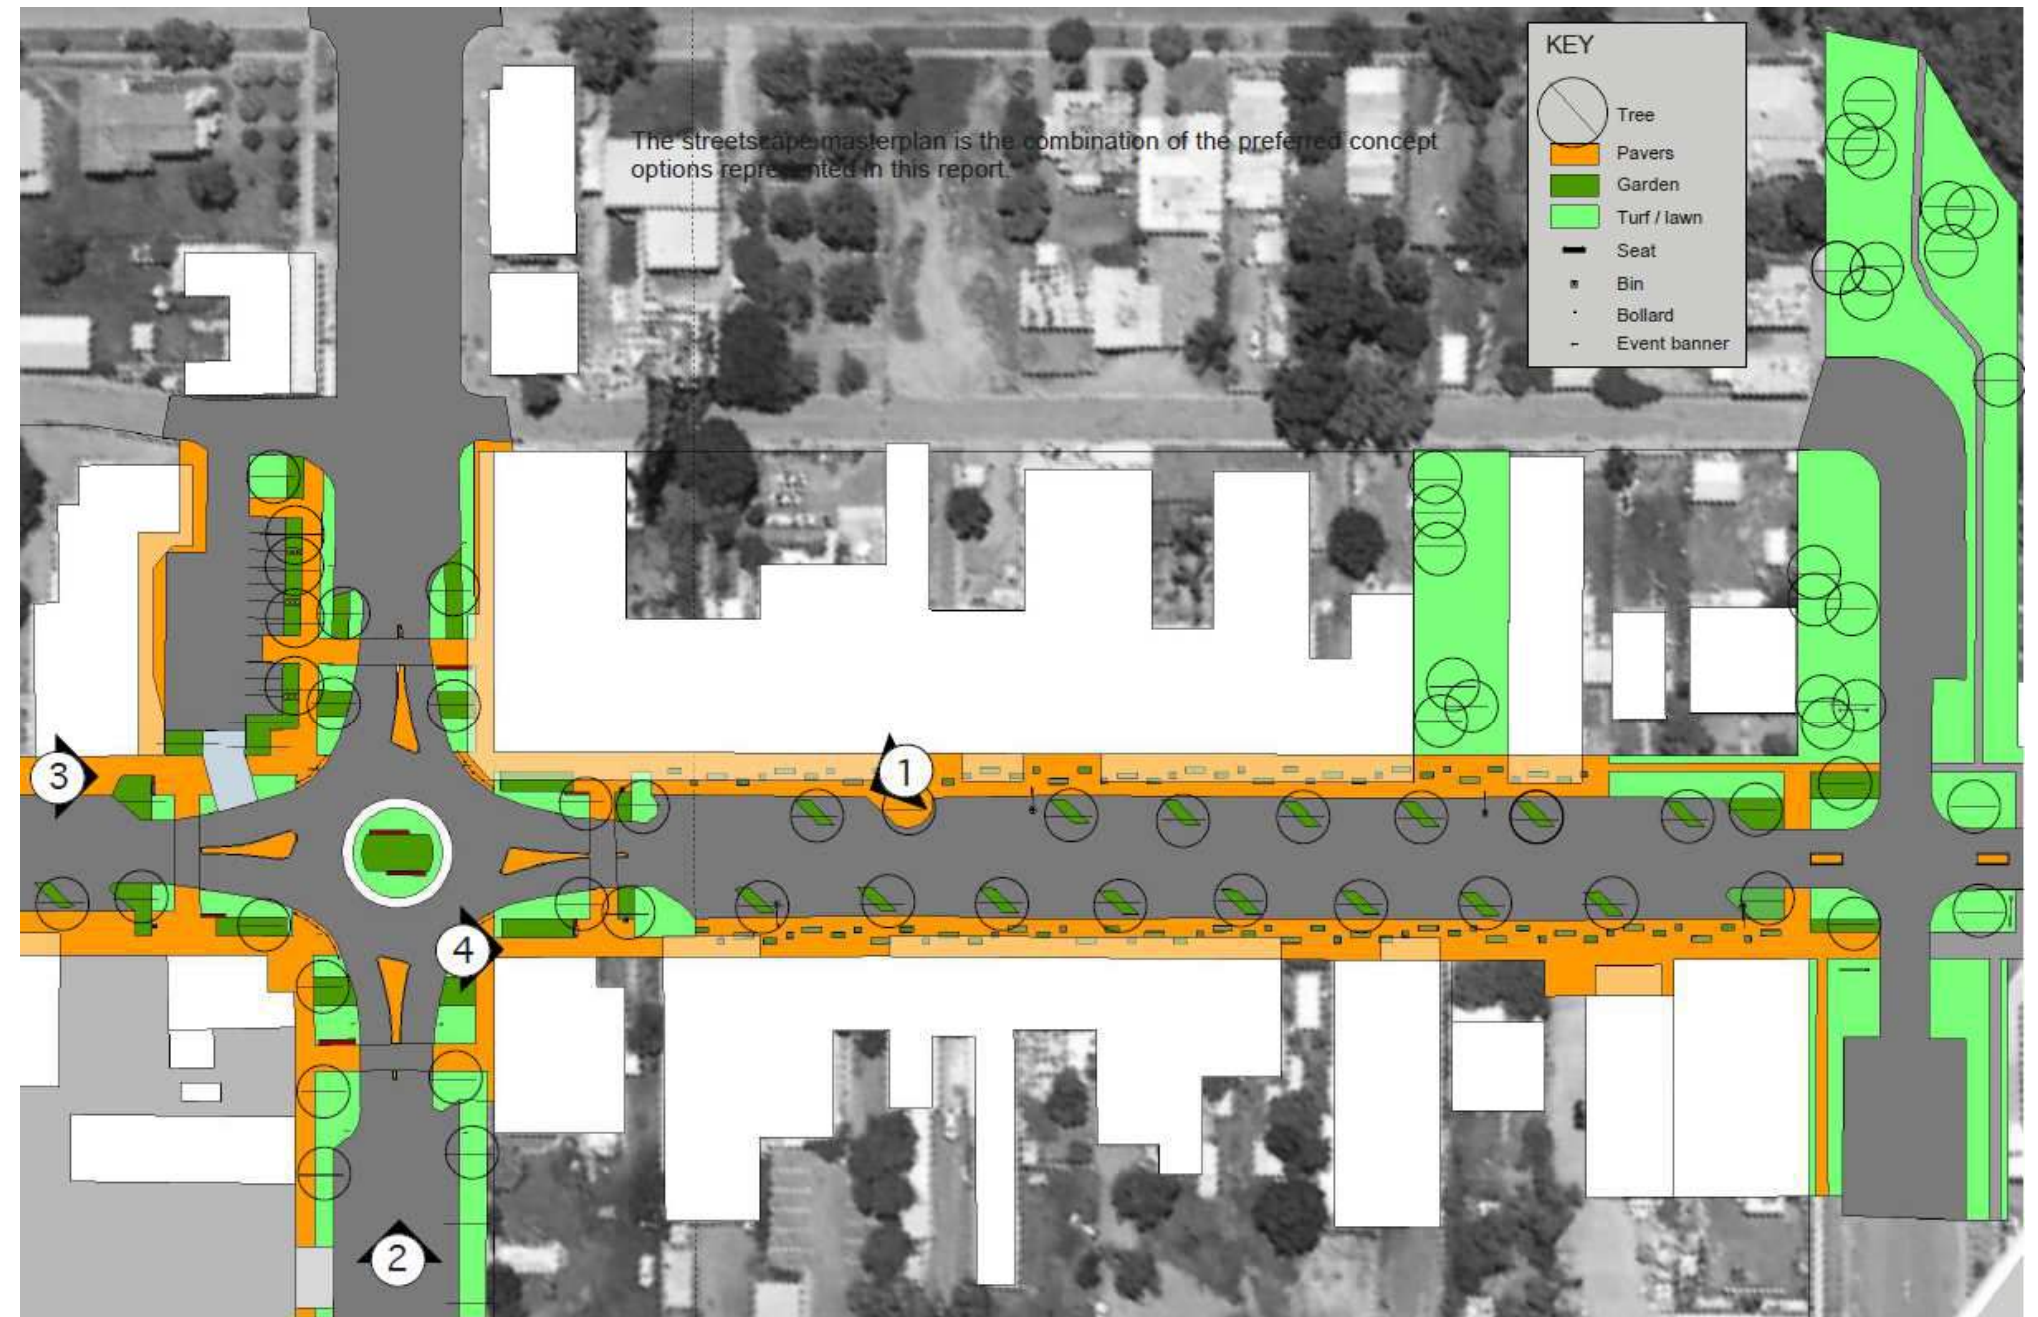 KEY
Tree
The streetscape masterplan is the combination of the preferred concept
options represented in this report.
Pavers
Garden
Turf / lawn
Seat
Bin
Bollard
Event banner
3
1
4
2